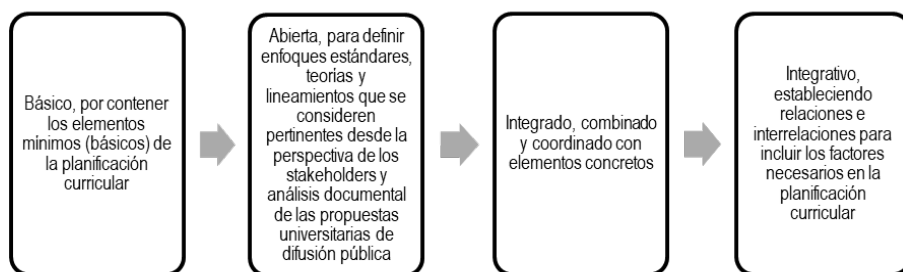 Básico, por contener
los elementos
mínimos (básicos) de
la planificación
curricular
Abierta, para definir
enfoques estándares,
teorías y
lineamientos que se
consideren
pertinentes desde la
perspectiva de los
stakeholders y
análisis documental
de las propuestas
universitarias de
difusión pública
Integrado, combinado
y coordinado con
elementos concretos
Integrativo,
estableciendo
relaciones e
interrelaciones para
incluir los factores
necesarios en la
planificación
curricular